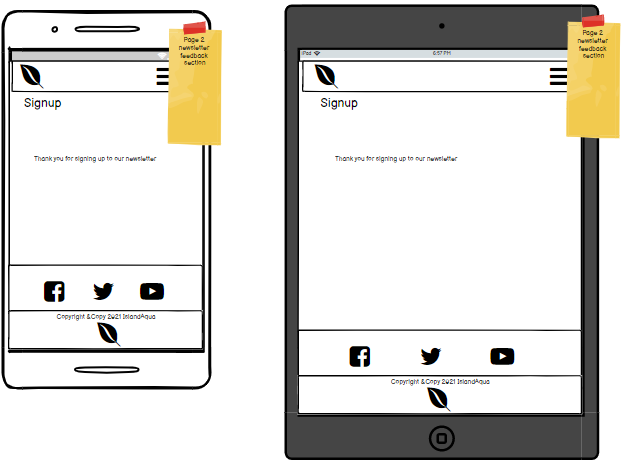 Page 2
newsletter
feedback
section
Signup
Thank you for signing up to our newsletter
Copyright &Copy 2021 IslandAqua
Page 2
newsletter
feedback
section
iPad
6:57 PM
Signup
Thank you for signing up to our newsletter
Copyright &Copy 2021 IslandAqua